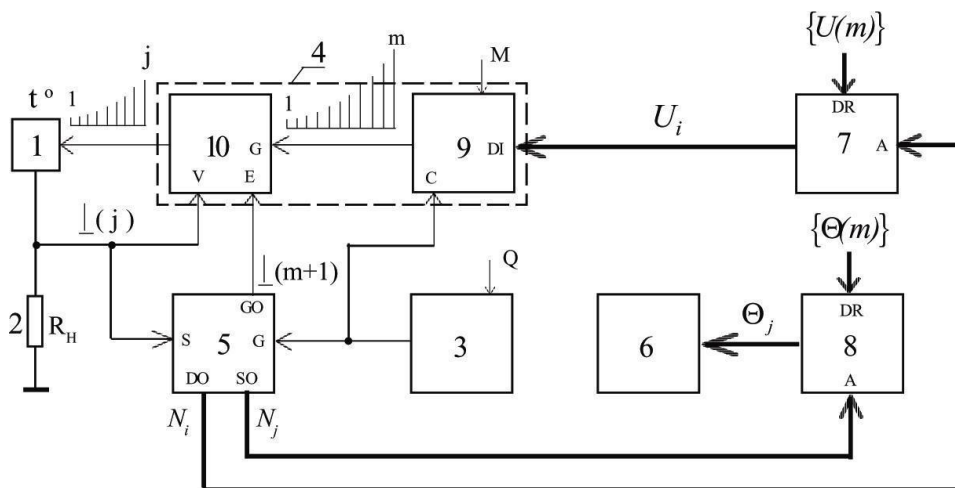 {U(m)}
4
M
j
m
t °
1
1
DR
U_i
1
10
G
9
DI
7
A
V
E
C
⊥(j)
{Θ(m)}
⊥(m+1)
Q
GO
DR
Θ_j
2
R_H
S
5
G
3
6
8
DO
SO
A
N_i
N_j